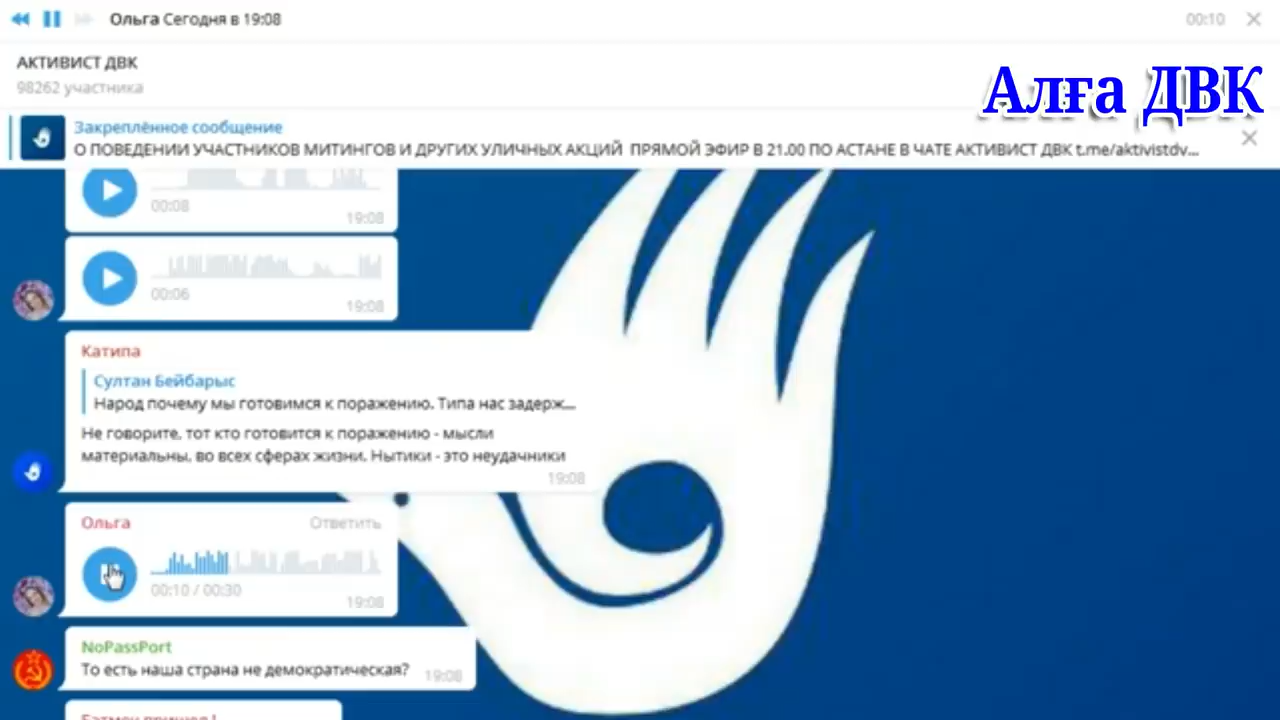 Ольга Сегодня в 19:08
00:10
АКТИВИСТ ДВК
98262 участника
Алға ДВК
Закреплённое сообщение
О ПОВЕДЕНИИ УЧАСТНИКОВ МИТИНГОВ И ДРУГИХ УЛИЧНЫХ АКЦИЙ ПРЯМОЙ ЭФИР В 21.00 ПО АСТАНЕ В ЧАТЕ АКТИВИСТ ДВК t.me/aktivistdv...
00:08
19:08
00:06
19:08
Катипа
Султан Бейбарыс
Народ почему мы готовимся к поражению. Типа нас задерж...
Не говорите, тот кто готовится к поражению - мысли
материальны, во всех сферах жизни. Нытики - это неудачники
19:08
Ольга
Ответить
00:10 / 00:30
19:08
NoPassPort
То есть наша страна не демократическая?
19:08